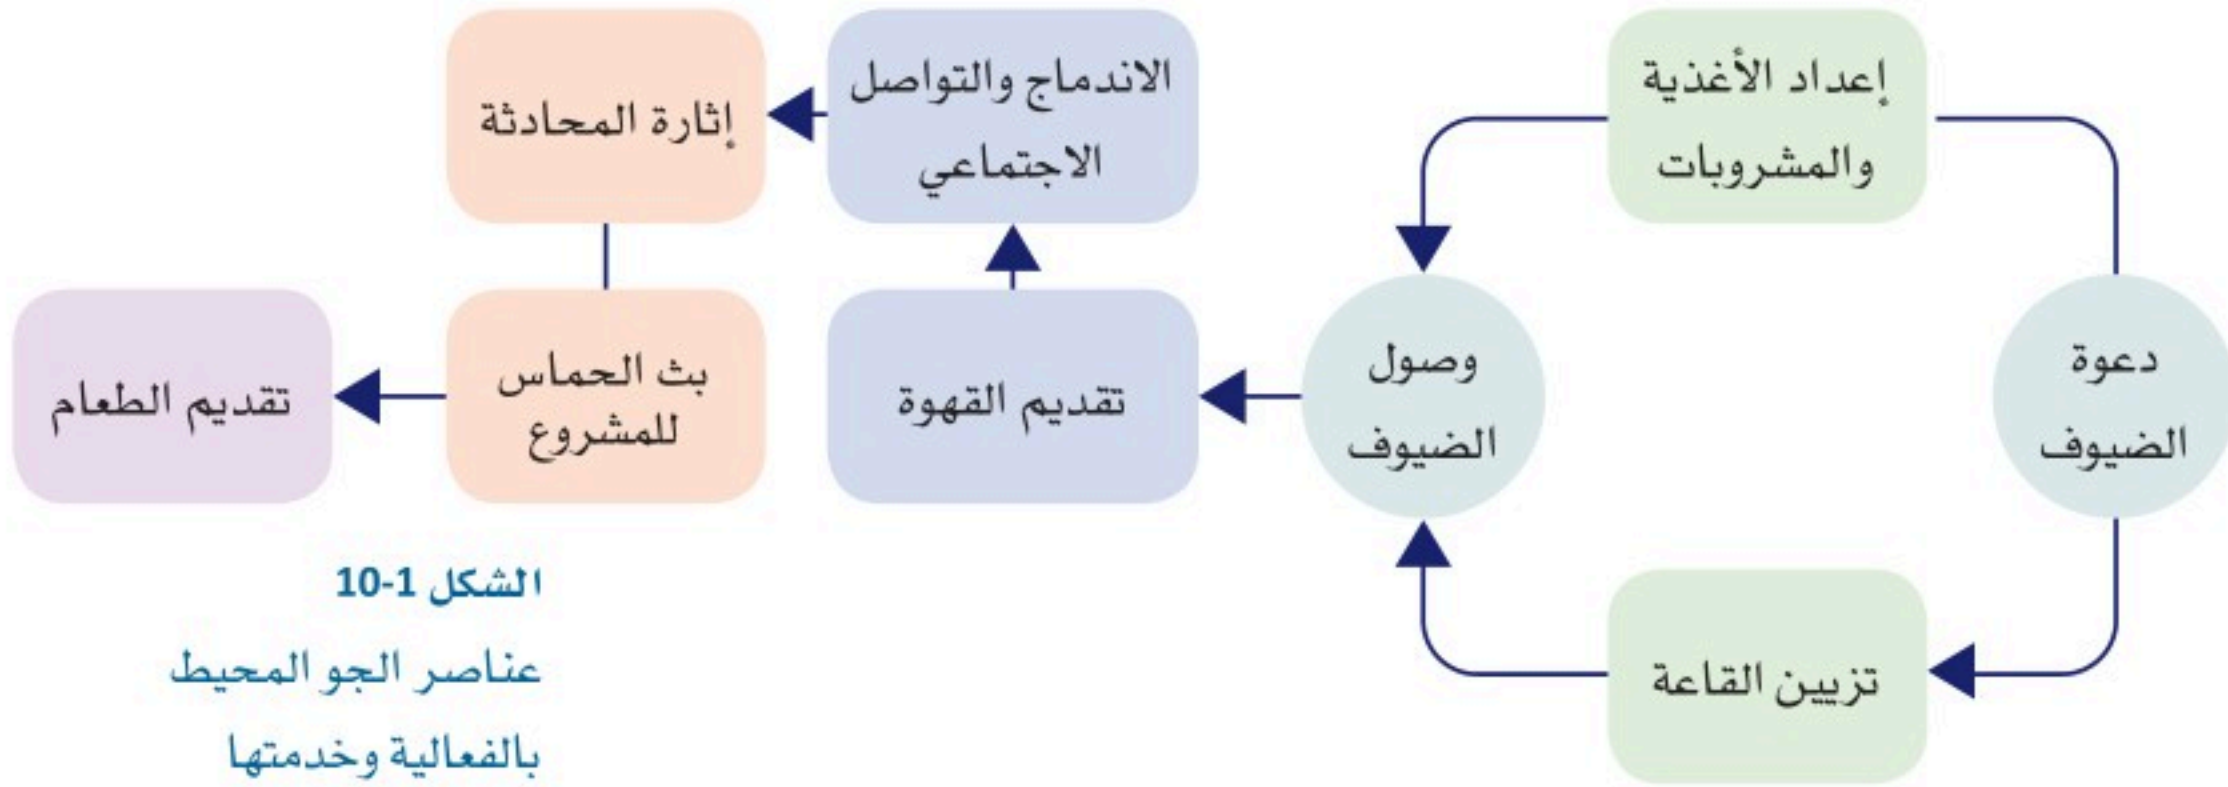 دعوة
الضيوف
إعداد الأغذية
والمشروبات
تزيين القاعة
وصول
الضيوف
تقديم القهوة
الاندماج والتواصل
الاجتماعي
إثارة المحادثة
بث الحماس
للمشروع
تقديم الطعام
الشكل 1-10
عناصر الجو المحيط
بالفعالية وخدمتها